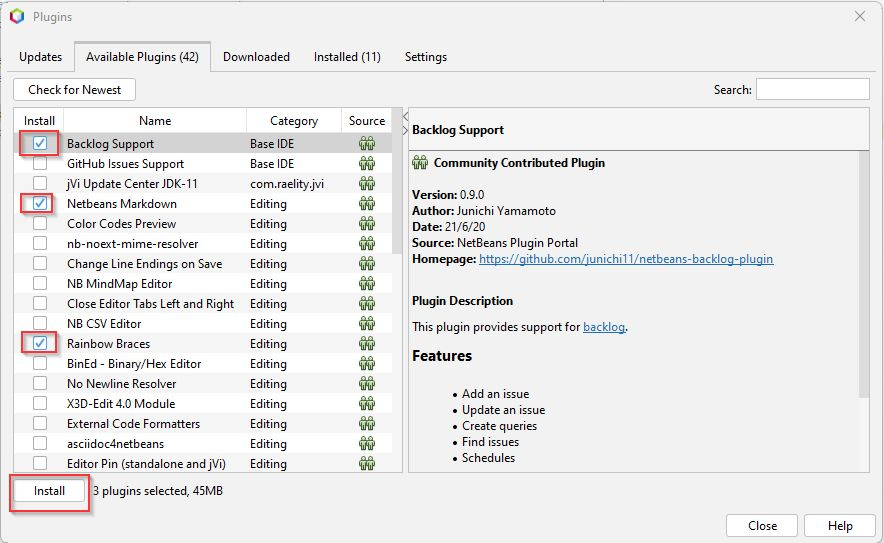 Plugins
Updates Available Plugins (42) Downloaded Installed (11) Settings
Check for Newest Search:
Install Name Category Source
Backlog Support Base IDE
GitHub Issues Support Base IDE
jVi Update Center JDK-11 com.raelity.jvi
Netbeans Markdown Editing
Color Codes Preview Editing
nb-noext-mime-resolver Editing
Change Line Endings on Save Editing
NB MindMap Editor Editing
Close Editor Tabs Left and Right Editing
NB CSV Editor Editing
Rainbow Braces Editing
BinEd - Binary/Hex Editor Editing
No Newline Resolver Editing
X3D-Edit 4.0 Module Editing
External Code Formatters Editing
asciidoc4netbeans Editing
Editor Pin (standalone and jVi) Editing
Backlog Support
Community Contributed Plugin
Version: 0.9.0
Author: Junichi Yamamoto
Date: 21/6/20
Source: NetBeans Plugin Portal
Homepage: https://github.com/junichi11/netbeans-backlog-plugin
Plugin Description
This plugin provides support for backlog.
Features
• Add an issue
• Update an issue
• Create queries
• Find issues
• Schedules
Install 3 plugins selected, 45MB
Close Help